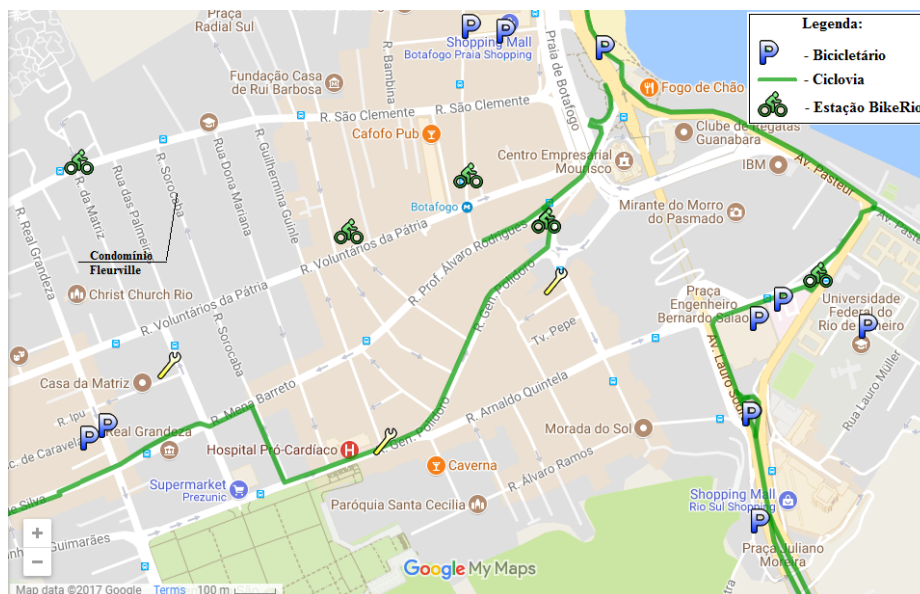 Praça
Radial Sul
Shopping Mall
Botafogo Praia Shopping
Legenda:
- Bicicletário
- Ciclovia
- Estação BikeRio
Fundação Casa
de Rui Barbosa
R. Bambina
Praia de Botafogo
Fogo de Chão
R. São Clemente
R. São Clemente
Cafofo Pub
Clube de Regatas
Guanabara
Centro Empresarial
Mourisco
IBM
Av. Pasteur
Av. Pas
R. Real Grandeza
R. da Matriz
Rua das Palmeiras
R. Sorocaba
Rua Dona Mariana
R. Guilhermina Guinle
Botafogo
Mirante do Morro
do Pasmado
Condomínio
Fleurville
R. Voluntários da Pátria
R. Prof. Álvaro Rodrigues
Christ Church Rio
R. Voluntários da Pátria
R. Sorocaba
R. Gen. Polidoro
Praça
Engenheiro
Bernardo Saião
Universidade
Federal do
Rio de Janeiro
Tv. Pepe
Av. Lauro Sod
Rua Lauro Müller
Casa da Matriz
R. Mena Barreto
R. Arnaldo Quintela
R. Ipu
de Caravela
Real Grandeza
Hospital Pró-Cardíaco
R. Gen. Polidoro
Morada do Sol
Caverna
R. Álvaro Ramos
e Silva
Supermarket
Prezunic
Paróquia Santa Cecilia
Shopping Mall
Rio Sul Shopping
Guimarães
Praça Juliano
Moreira
Google My Maps
Map data ©2017 Google
Terms
100 m